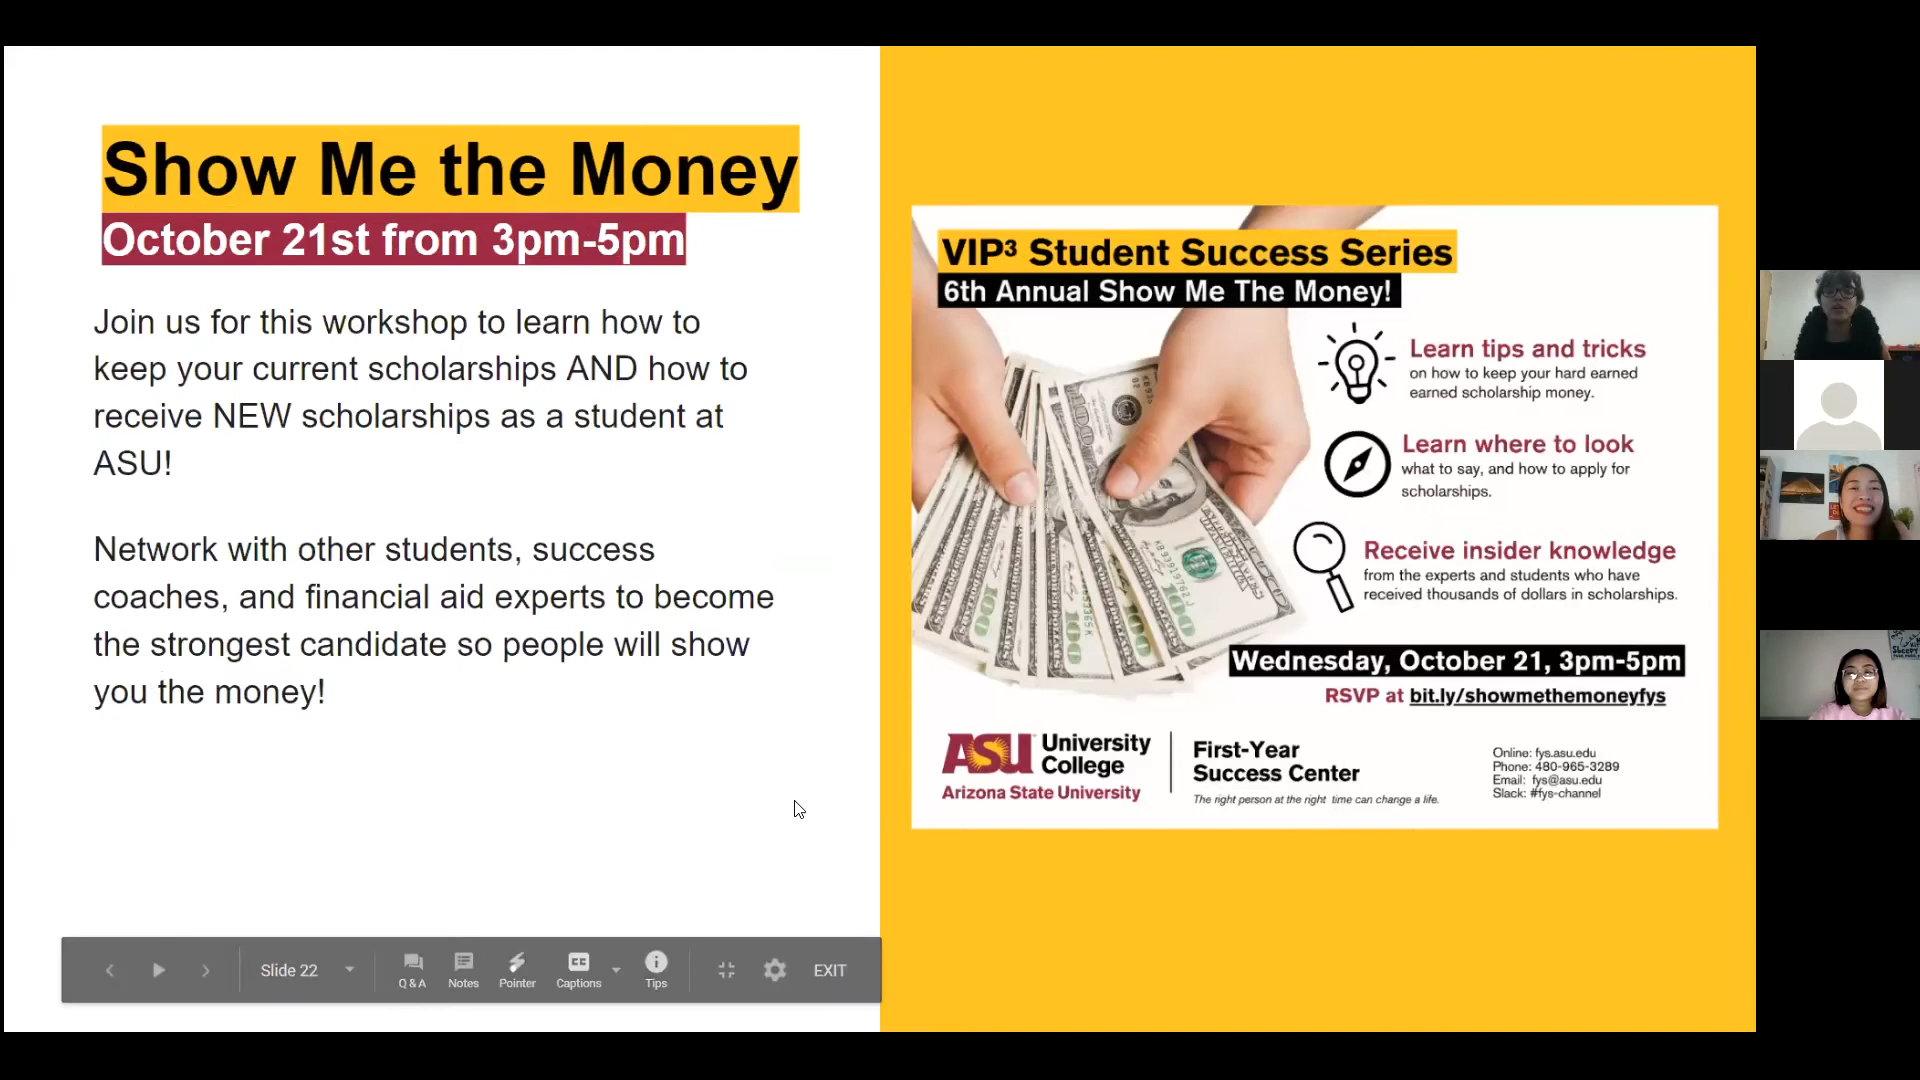 Show Me the Money
October 21st from 3pm-5pm
Join us for this workshop to learn how to
keep your current scholarships AND how to
receive NEW scholarships as a student at
ASU!
Network with other students, success
coaches, and financial aid experts to become
the strongest candidate so people will show
you the money!
VIP³ Student Success Series
6th Annual Show Me The Money!
Learn tips and tricks
on how to keep your hard earned
earned scholarship money.
Learn where to look
what to say, and how to apply for
scholarships.
Receive insider knowledge
from the experts and students who have
received thousands of dollars in scholarships.
Wednesday, October 21, 3pm-5pm
RSVP at bit.ly/showmethemoneyfys
ASU University
College
Arizona State University
First-Year
Success Center
The right person at the right time can change a life.
Online: fys.asu.edu
Phone: 480-965-3289
Email: fys@asu.edu
Slack: #fys-channel
100
100
100
100
Slide 22
Q & A
Notes
Pointer
Captions
Tips
EXIT